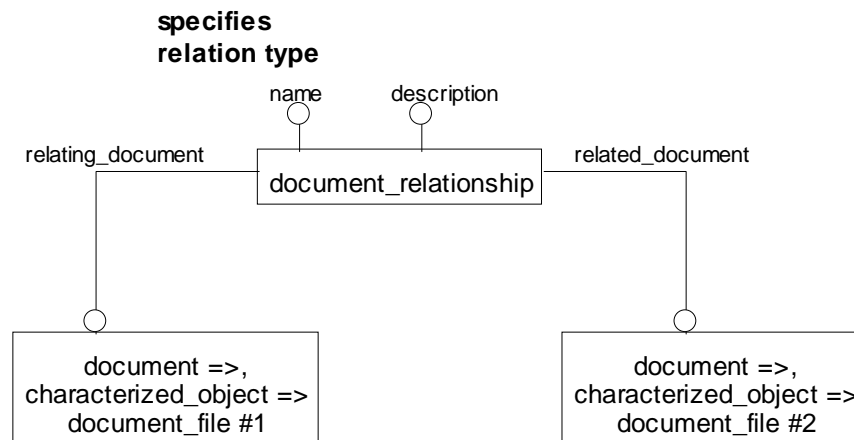 specifies
relation type
name
description
relating_document
related_document
document_relationship
document =>,
characterized_object =>
document_file #1
document =>,
characterized_object =>
document_file #2